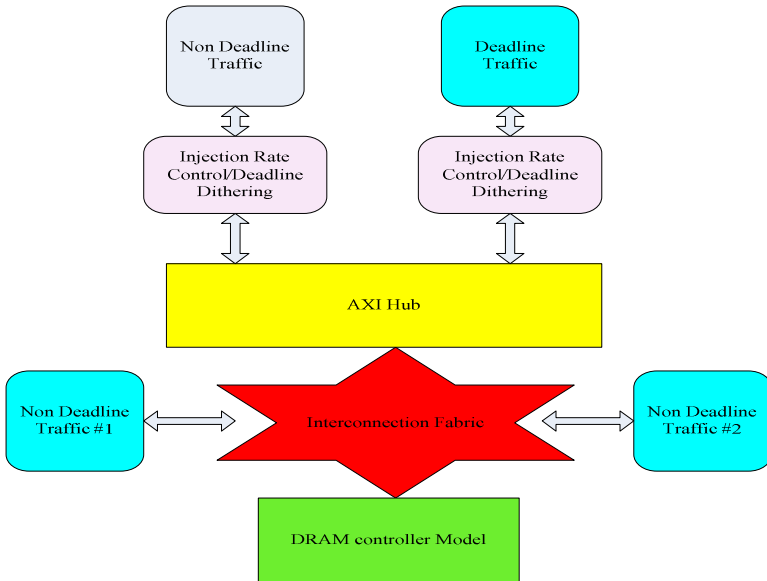 Non Deadline
Traffic
Deadline
Traffic
Injection Rate
Control/Deadline
Dithering
Injection Rate
Control/Deadline
Dithering
AXI Hub
Non Deadline
Traffic #1
Interconnection Fabric
Non Deadline
Traffic #2
DRAM controller Model